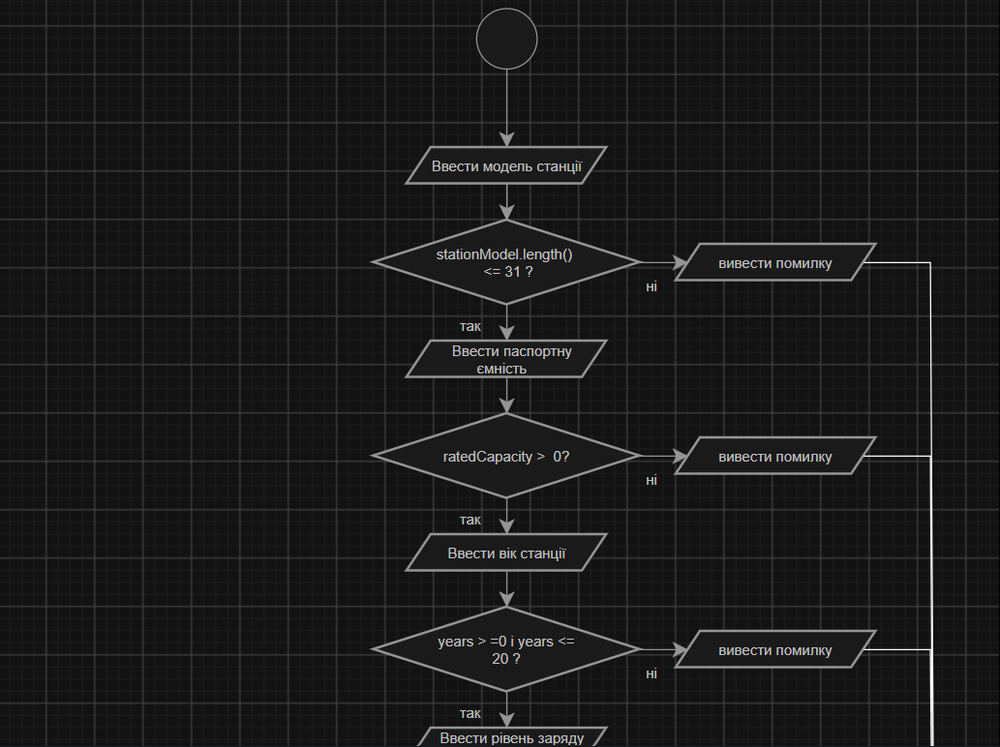 Ввести модель станції
stationModel.length()
<= 31 ?
вивести помилку
ні
так
Ввести паспортну
ємність
ratedCapacity >  0?
вивести помилку
ні
так
Ввести вік станції
years > =0 і years <=
20 ?
вивести помилку
ні
так
Ввести рівень заряду